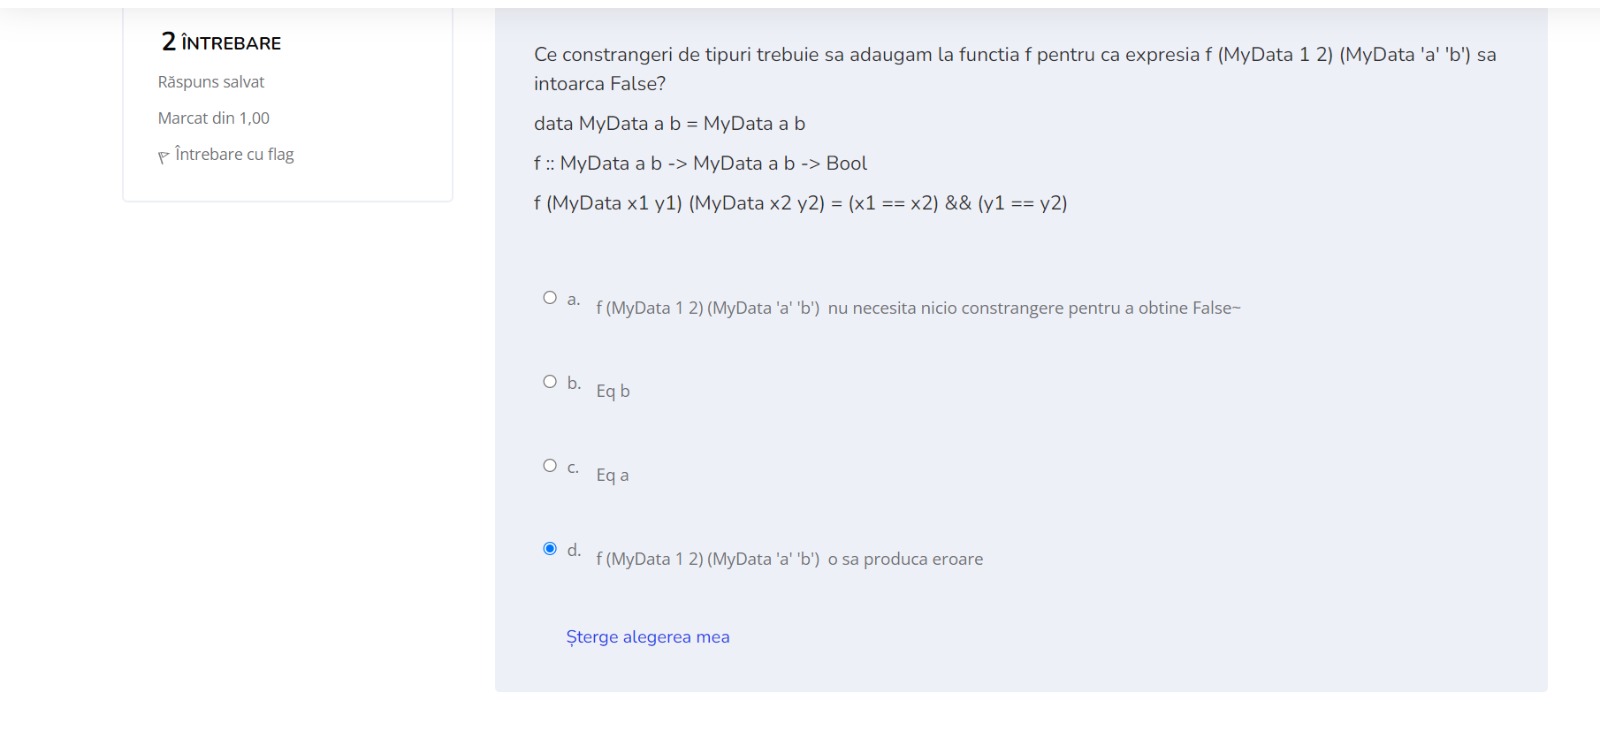 2 ÎNTREBARE
Răspuns salvat
Marcat din 1,00
Întrebare cu flag
Ce constrangeri de tipuri trebuie sa adaugam la functia f pentru ca expresia f (MyData 1 2) (MyData 'a' 'b') sa
intoarca False?
data MyData a b = MyData a b
f :: MyData a b -> MyData a b -> Bool
f (MyData x1 y1) (MyData x2 y2) = (x1 == x2) && (y1 == y2)
a. f (MyData 1 2) (MyData 'a' 'b') nu necesita nicio constrangere pentru a obtine False~
b. Eq b
c. Eq a
d. f (MyData 1 2) (MyData 'a' 'b') o sa produca eroare
Șterge alegerea mea